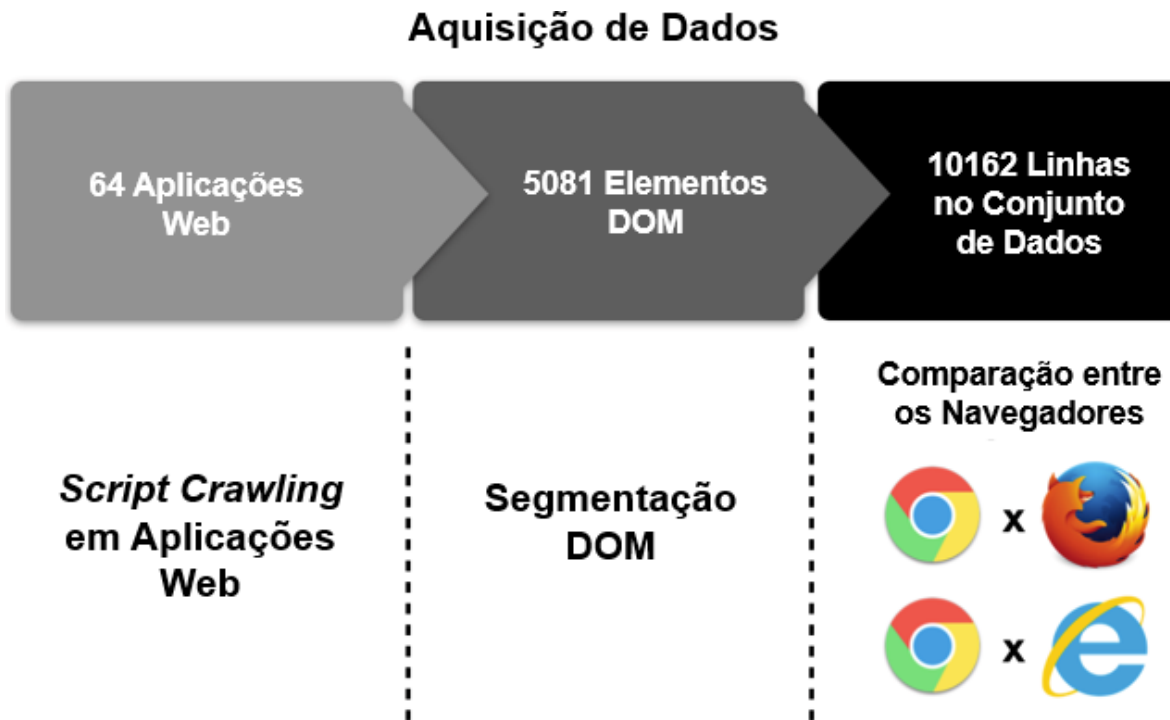 Aquisição de Dados
64 Aplicações
Web
5081 Elementos
DOM
10162 Linhas
no Conjunto
de Dados
Script Crawling
em Aplicações
Web
Segmentação
DOM
Comparação entre
os Navegadores
x
x